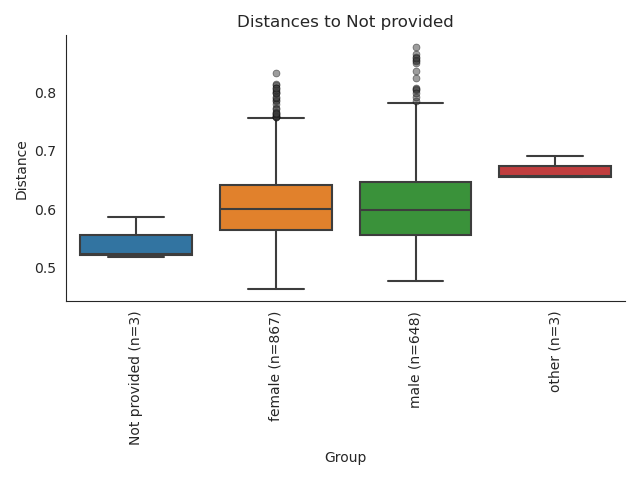 Distances to Not provided
Distance
0.8
0.7
0.6
0.5
Not provided (n=3)
female (n=867)
male (n=648)
other (n=3)
Group